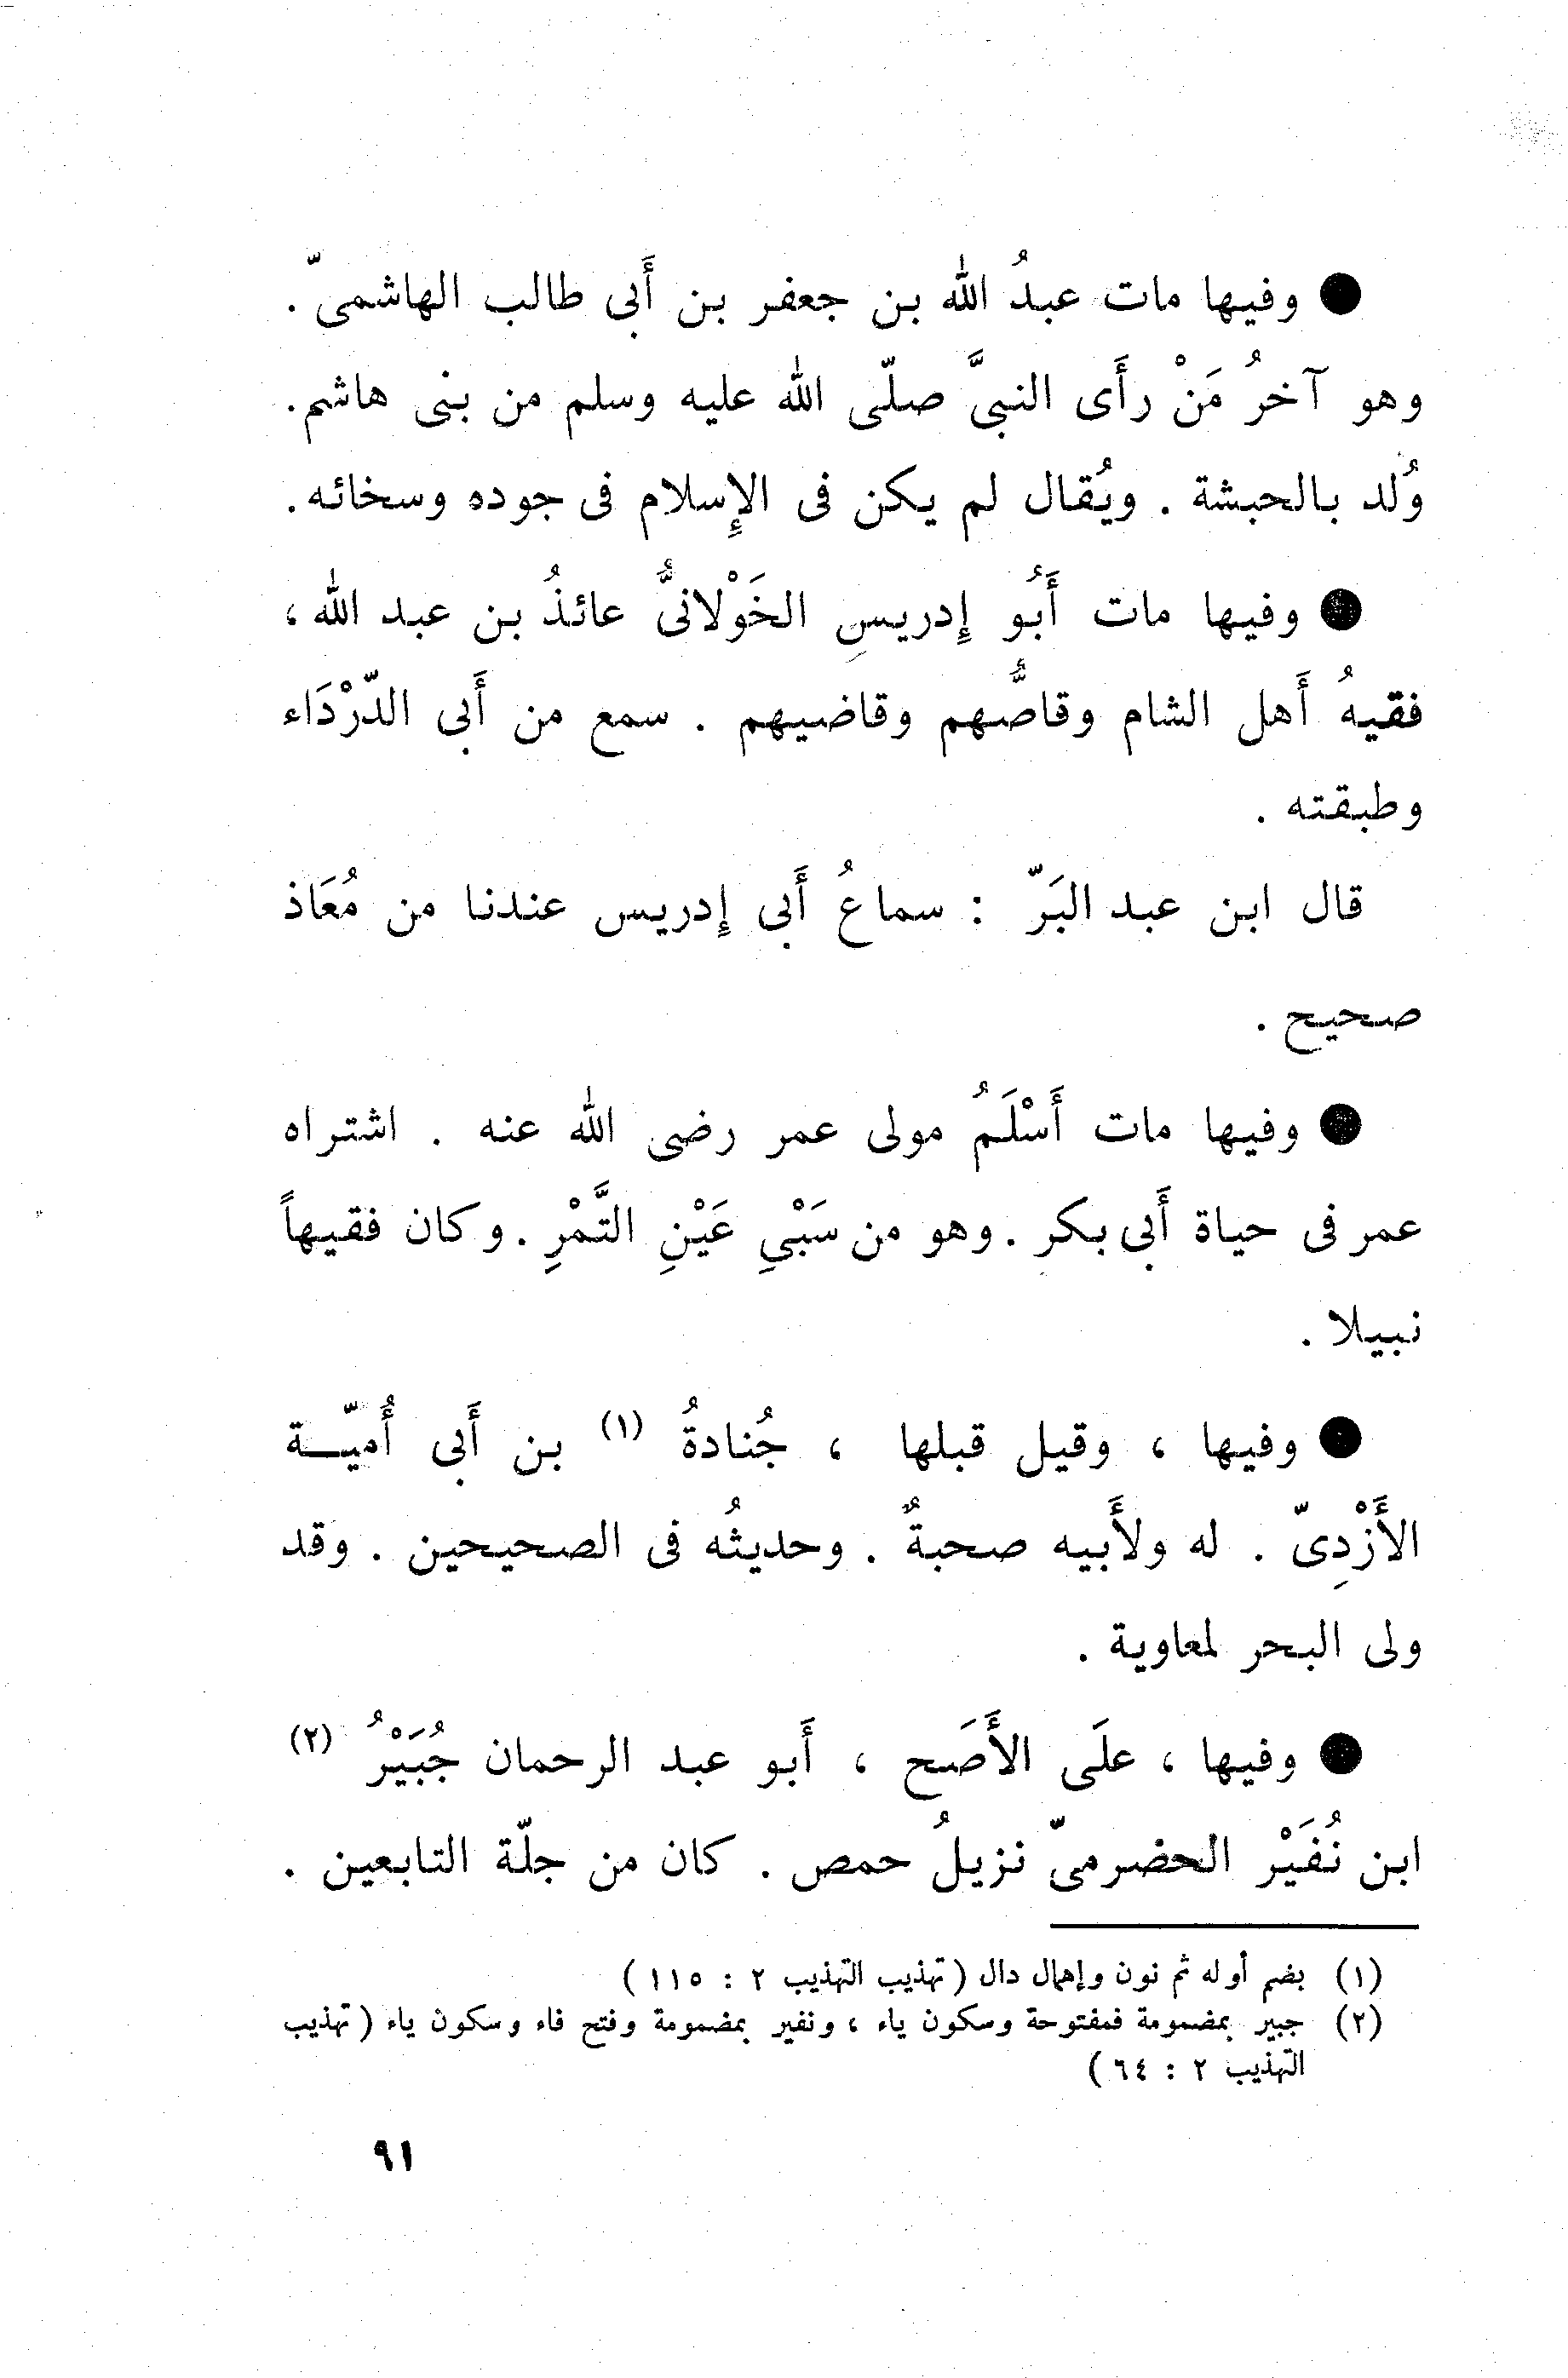 ● وفيها مات عبدُ الله بن جعفر بن أَبى طالب الهاشمىّ .
وهو آخرُ مَنْ رأَى النبىَّ صلّى الله عليه وسلم من بنى هاشم.
وُلد بالحبشة . ويُقال لم يكن فى الإِسلام فى جوده وسخائه.
● وفيها مات أَبُو إِدريسِ الخَوْلانىُّ عائذُ بن عبد الله ،
فقيهُ أَهل الشام وقاصُّهم وقاضيهم . سمع من أَبى الدّرْدَاء
وطبقته .
قال ابن عبد البَرّ : سماعُ أَبى إِدريس عندنا من مُعَاذ
صحيح .
● وفيها مات أَسْلَمُ مولى عمر رضى الله عنه . اشتراه
عمر فى حياة أَبى بكر . وهو من سَبْىِ عَيْنِ التَّمْرِ . وكان فقيهاً
نبيلا .
● وفيها ، وقيل قبلها ، جُنادةُ (١) بن أَبى أُميّــة
الأَزْدِىّ . له ولأَبيه صحبةٌ . وحديثُه فى الصحيحين . وقد
ولى البحر لمعاوية .
● وفيها ، علَى الأَصَح ، أَبو عبد الرحمان جُبَيْرُ (٢)
ابن نُفَيْر الحضرمىّ نزيلُ حمص . كان من جلّة التابعين .
(١) بضم أوله ثم نون وإهمال دال ( تهذيب التهذيب ٢ : ١١٥ )
(٢) جبير بمضمومة فمفتوحة وسكون ياء ، ونفير بمضمومة وفتح فاء وسكون ياء ( تهذيب
التهذيب ٢ : ٦٤ )
٩١